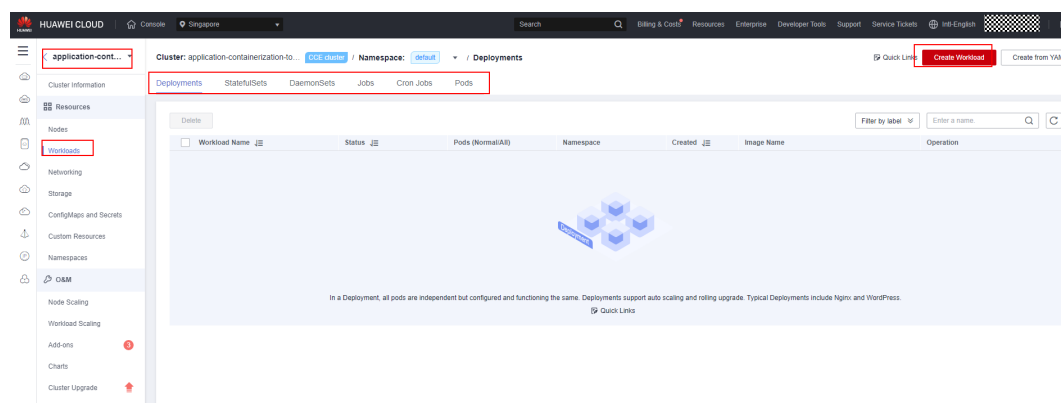 HUAWEI
HUAWEI CLOUD Console Singapore Search Billing & Costs Resources Enterprise Developer Tools Support Service Tickets Intl-English
application-cont... Cluster: application-containerization-to... CCE cluster / Namespace: default / Deployments Quick Links Create Workload Create from YAM
Cluster Information
Deployments StatefulSets DaemonSets Jobs Cron Jobs Pods
Resources
Delete Filter by label Enter a name.
Nodes
Workload Name Status Pods (Normal/All) Namespace Created Image Name Operation
Workloads
Networking
Storage
ConfigMaps and Secrets
Deployment
Custom Resources
Namespaces
O&M
In a Deployment, all pods are independent but configured and functioning the same. Deployments support auto scaling and rolling upgrade. Typical Deployments include Nginx and WordPress.
Node Scaling
Quick Links
Workload Scaling
Add-ons 3
Charts
Cluster Upgrade